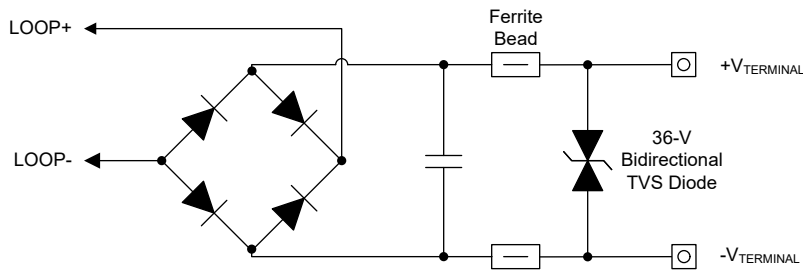 LOOP+
Ferrite
Bead
+VTERMINAL
LOOP-
36-V
Bidirectional
TVS Diode
-VTERMINAL